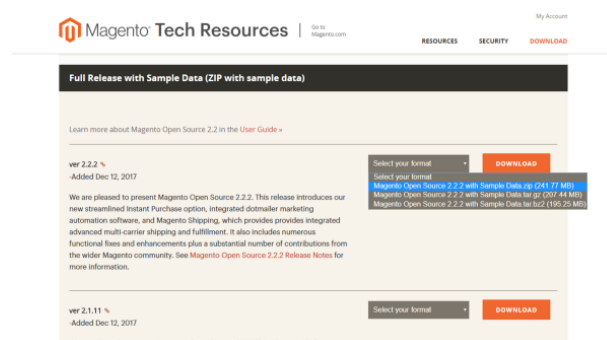 My Account
Magento Tech Resources
Go to
Magento.com
RESOURCES SECURITY DOWNLOAD
Full Release with Sample Data (ZIP with sample data)
Learn more about Magento Open Source 2.2 in the User Guide »
ver 2.2.2
-Added Dec 12, 2017
Select your format
DOWNLOAD
Select your format
Magento Open Source 2.2.2 with Sample Data.zip (241.77 MB)
Magento Open Source 2.2.2 with Sample Data.tar.gz (207.44 MB)
Magento Open Source 2.2.2 with Sample Data.tar.bz2 (195.25 MB)
We are pleased to present Magento Open Source 2.2.2. This release introduces our
new streamlined Instant Purchase option, integrated dotmailer marketing
automation software, and Magento Shipping, which provides provides integrated
advanced multi-carrier shipping and fulfillment. It also includes numerous
functional fixes and enhancements plus a substantial number of contributions from
the wider Magento community. See Magento Open Source 2.2.2 Release Notes for
more information.
ver 2.1.11
-Added Dec 12, 2017
Select your format
DOWNLOAD